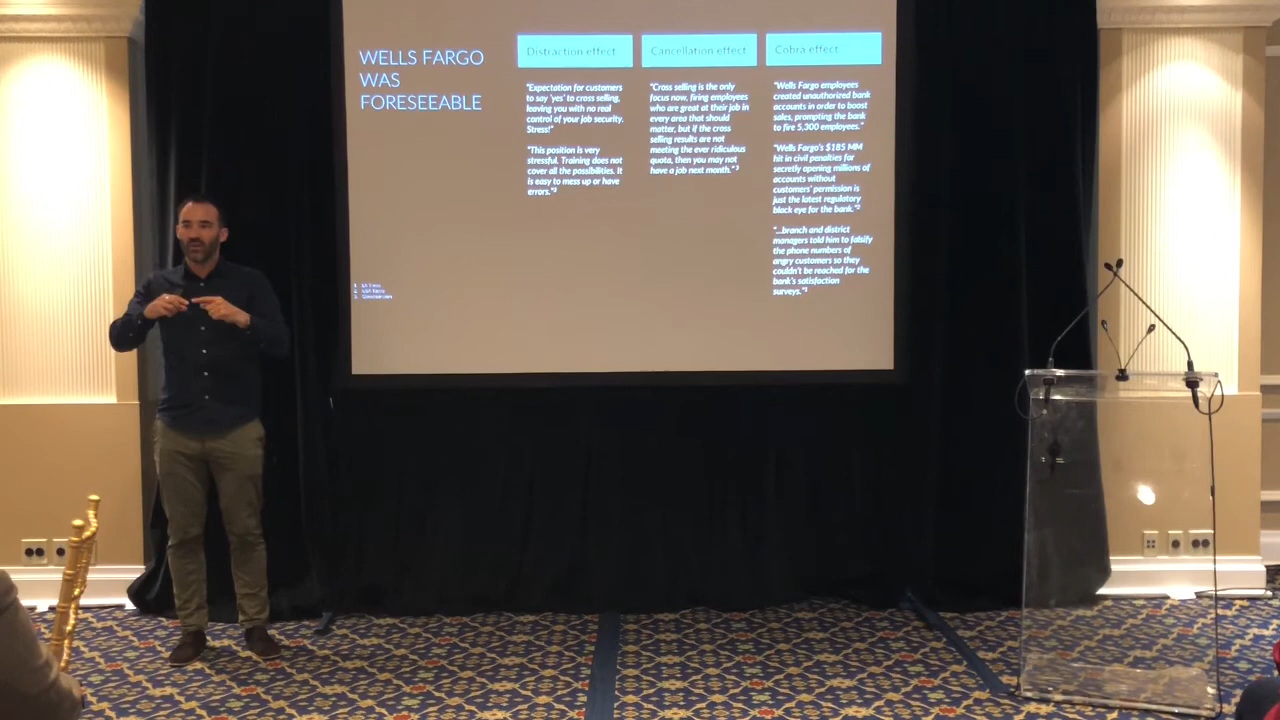 WELLS FARGO
WAS
FORESEEABLE
Distraction effect
"Expectation for customers
to say 'yes' to cross selling,
leaving you with no real
control of your job security.
Stress!"
"This position is very
stressful. Training does not
cover all the possibilities. It
is easy to mess up or have
errors."³
Cancellation effect
"Cross selling is the only
focus now, firing employees
who are great at their job in
every area that should
matter, but if the cross
selling results are not
meeting the ever ridiculous
quota, then you may not
have a job next month." ³
Cobra effect
"Wells Fargo employees
created unauthorized bank
accounts in order to boost
sales, prompting the bank
to fire 5,300 employees."
"Wells Fargo's $185 MM
hit in civil penalties for
secretly opening millions of
accounts without
customers' permission is
just the latest regulatory
black eye for the bank."²
"...branch and district
managers told him to falsify
the phone numbers of
angry customers so they
couldn't be reached for the
bank's satisfaction
surveys."¹
1.
2.
3.